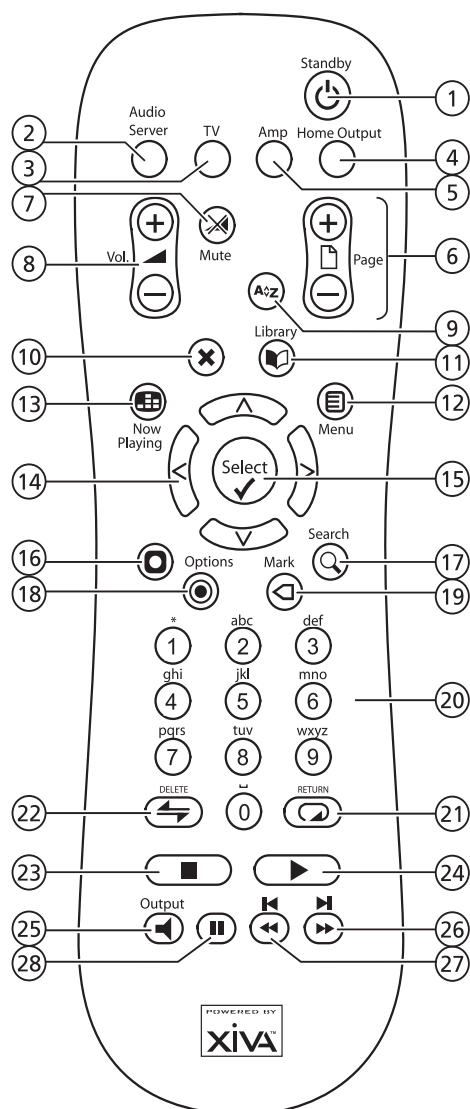 Standby
1
Audio
Server
TV
Amp
Home Output
2
3
4
5
7
Mute
8
Vol.
Page
6
A Z
9
10
Library
11
13
Now
Playing
12
Menu
14
Select
15
16
Options
Mark
Search
17
18
19
*
abc
def
1
2
3
ghi
jkl
mno
4
5
6
20
pqrs
tuv
wxyz
7
8
9
22
DELETE
0
RETURN
21
23
24
25
Output
26
28
27
POWERED BY
XiVA™